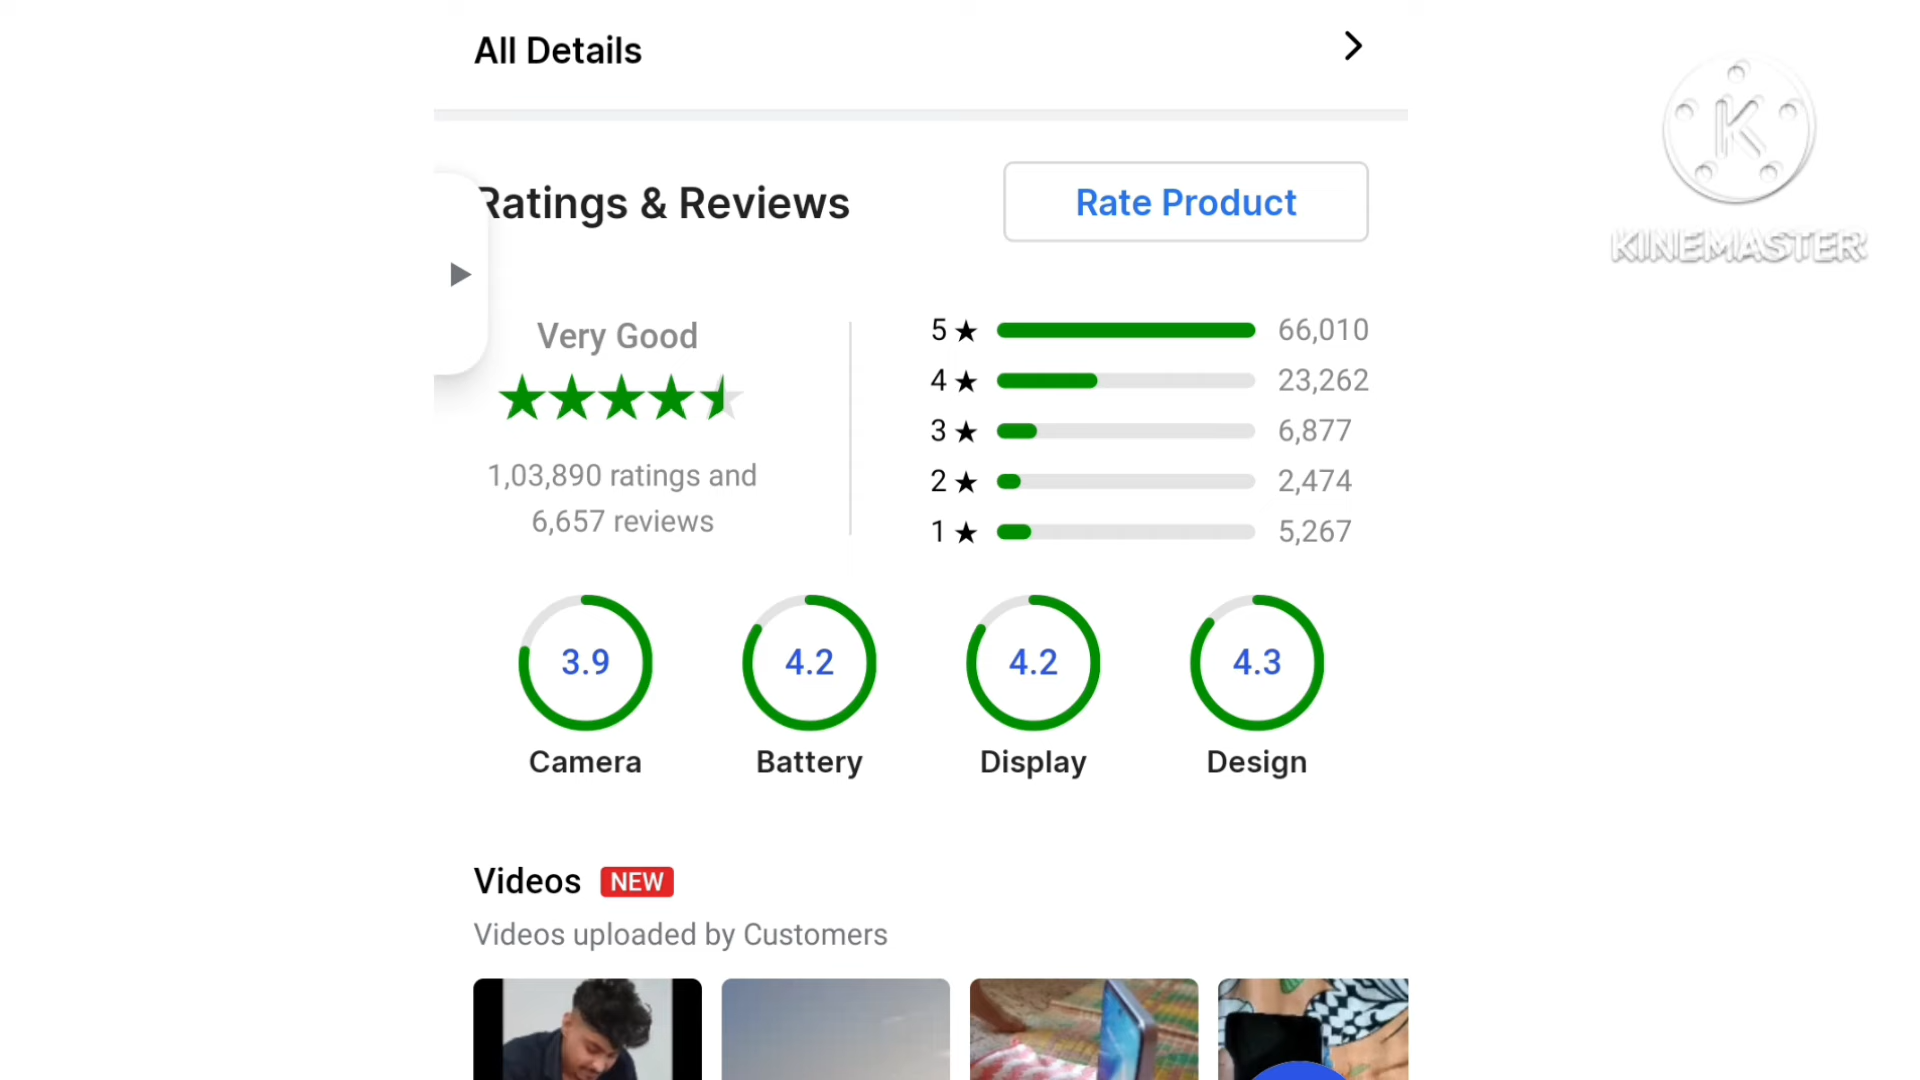 All Details
Ratings & Reviews
Rate Product
Very Good
1,03,890 ratings and
6,657 reviews
5 ★ 66,010
4 ★ 23,262
3 ★ 6,877
2 ★ 2,474
1 ★ 5,267
3.9 4.2 4.2 4.3
Camera Battery Display Design
Videos NEW
Videos uploaded by Customers
K
KINEMASTER